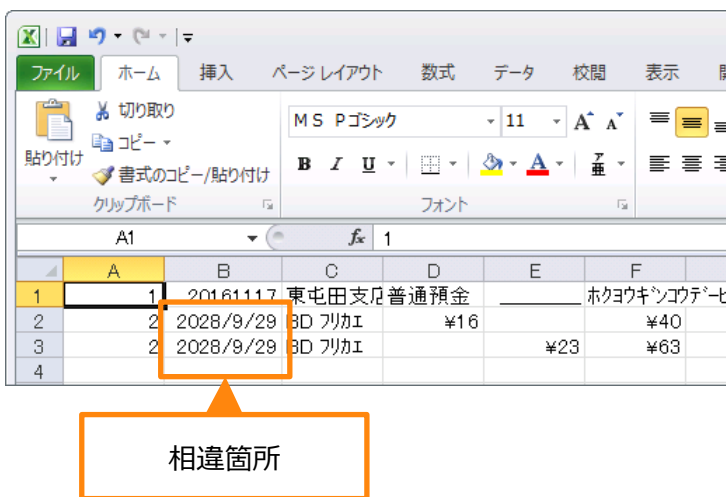 ファイル ホーム 挿入 ページ レイアウト 数式 データ 校閲 表示
貼り付け
切り取り
コピー
書式のコピー/貼り付け
クリップボード
ＭＳ Ｐゴシック 11 A A
B I U A 亜
フォント
A1 fx 1
A B C D E F
1 1 20161117 東屯田支店 普通預金 ________ ホクヨウギンコウデーヒ
2 2 2028/9/29 BD フリカエ ¥16 ¥40
3 2 2028/9/29 BD フリカエ ¥23 ¥63
4
相違箇所